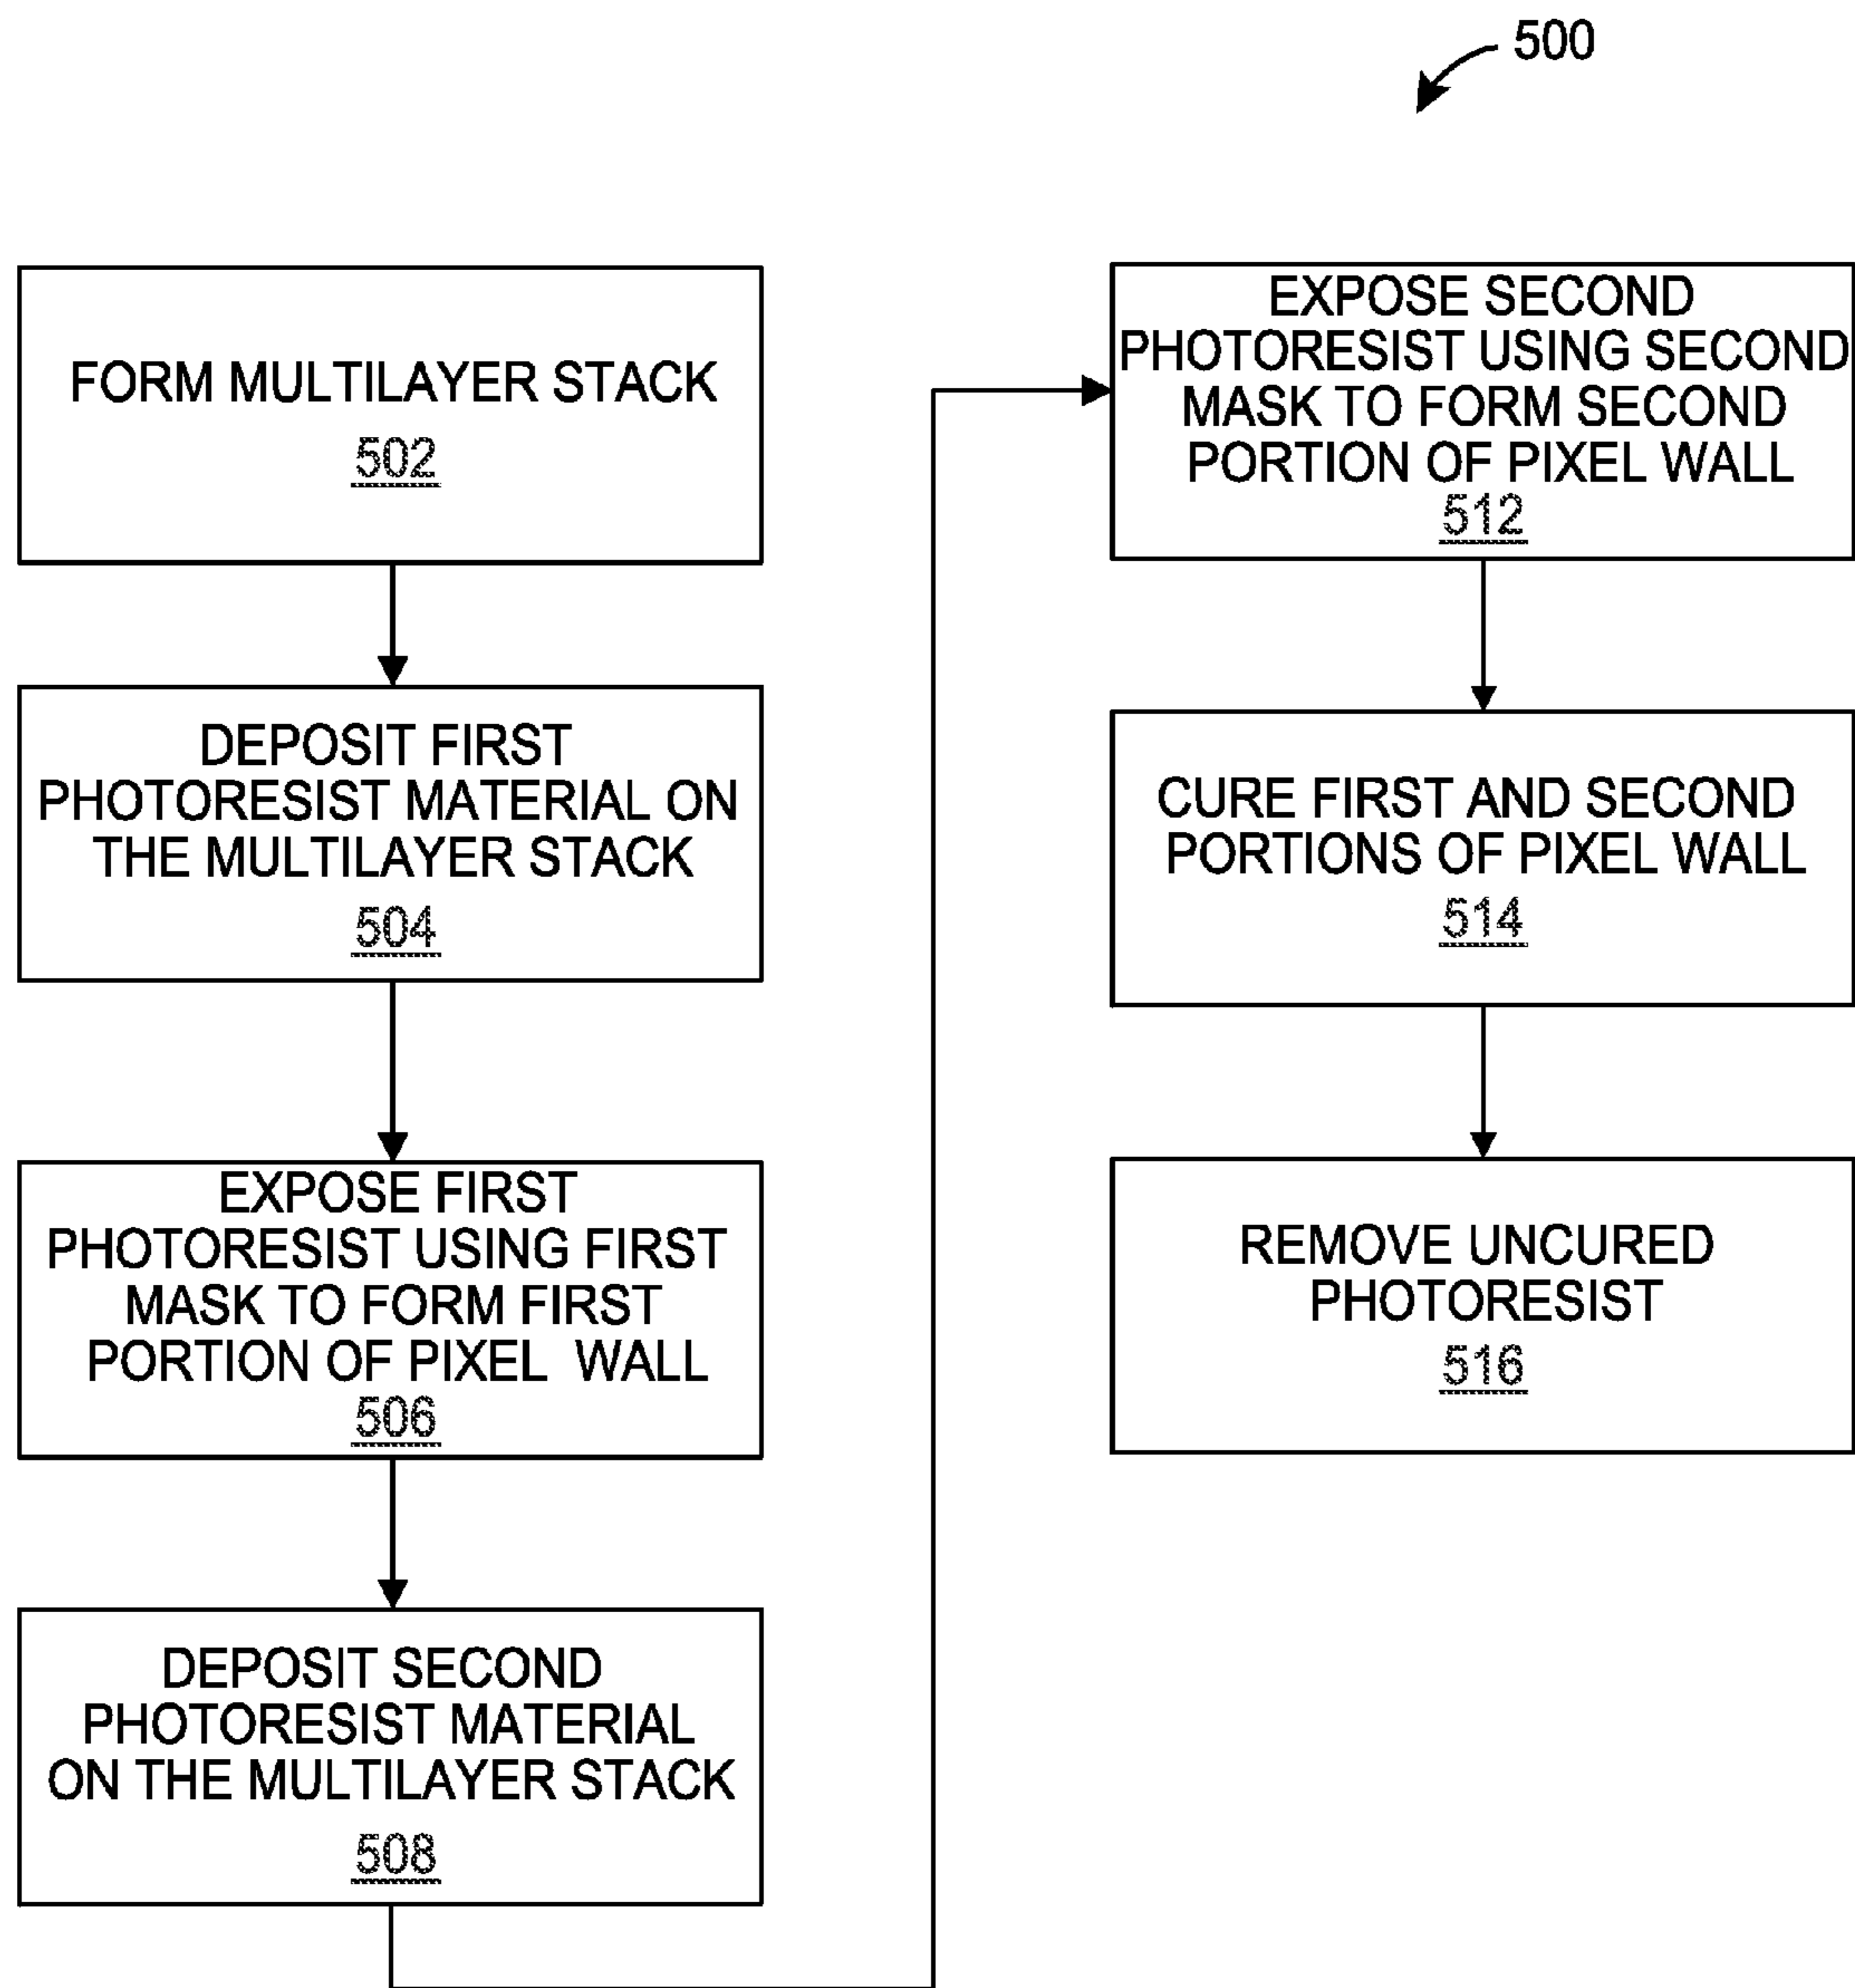 500
FORM MULTILAYER STACK
502
DEPOSIT FIRST
PHOTORESIST MATERIAL ON
THE MULTILAYER STACK
504
EXPOSE FIRST
PHOTORESIST USING FIRST
MASK TO FORM FIRST
PORTION OF PIXEL WALL
506
DEPOSIT SECOND
PHOTORESIST MATERIAL
ON THE MULTILAYER STACK
508
EXPOSE SECOND
PHOTORESIST USING SECOND
MASK TO FORM SECOND
PORTION OF PIXEL WALL
512
CURE FIRST AND SECOND
PORTIONS OF PIXEL WALL
514
REMOVE UNCURED
PHOTORESIST
516